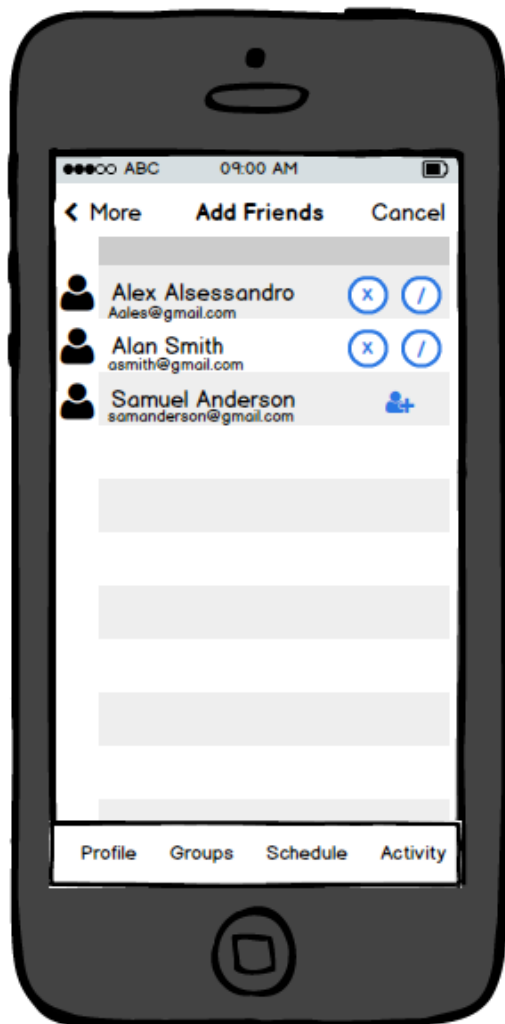 ABC 09:00 AM
< More Add Friends Cancel
Alex Alsessandro x /
Aales@gmail.com
Alan Smith x /
asmith@gmail.com
Samuel Anderson
samanderson@gmail.com
Profile Groups Schedule Activity